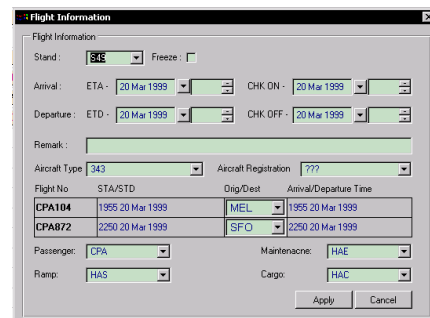 Flight Information
Flight Information
Stand : S49 Freeze :
Arrival : ETA - 20 Mar 1999 CHK ON - 20 Mar 1999
Departure : ETD - 20 Mar 1999 CHK OFF - 20 Mar 1999
Remark :
Aircraft Type 343 Aircraft Registration ???
Flight No STA/STD Orig/Dest Arrival/Departure Time
CPA104 1955 20 Mar 1999 MEL 1955 20 Mar 1999
CPA872 2250 20 Mar 1999 SFO 2250 20 Mar 1999
Passenger: CPA Maintenacne: HAE
Ramp: HAS Cargo: HAC
Apply Cancel